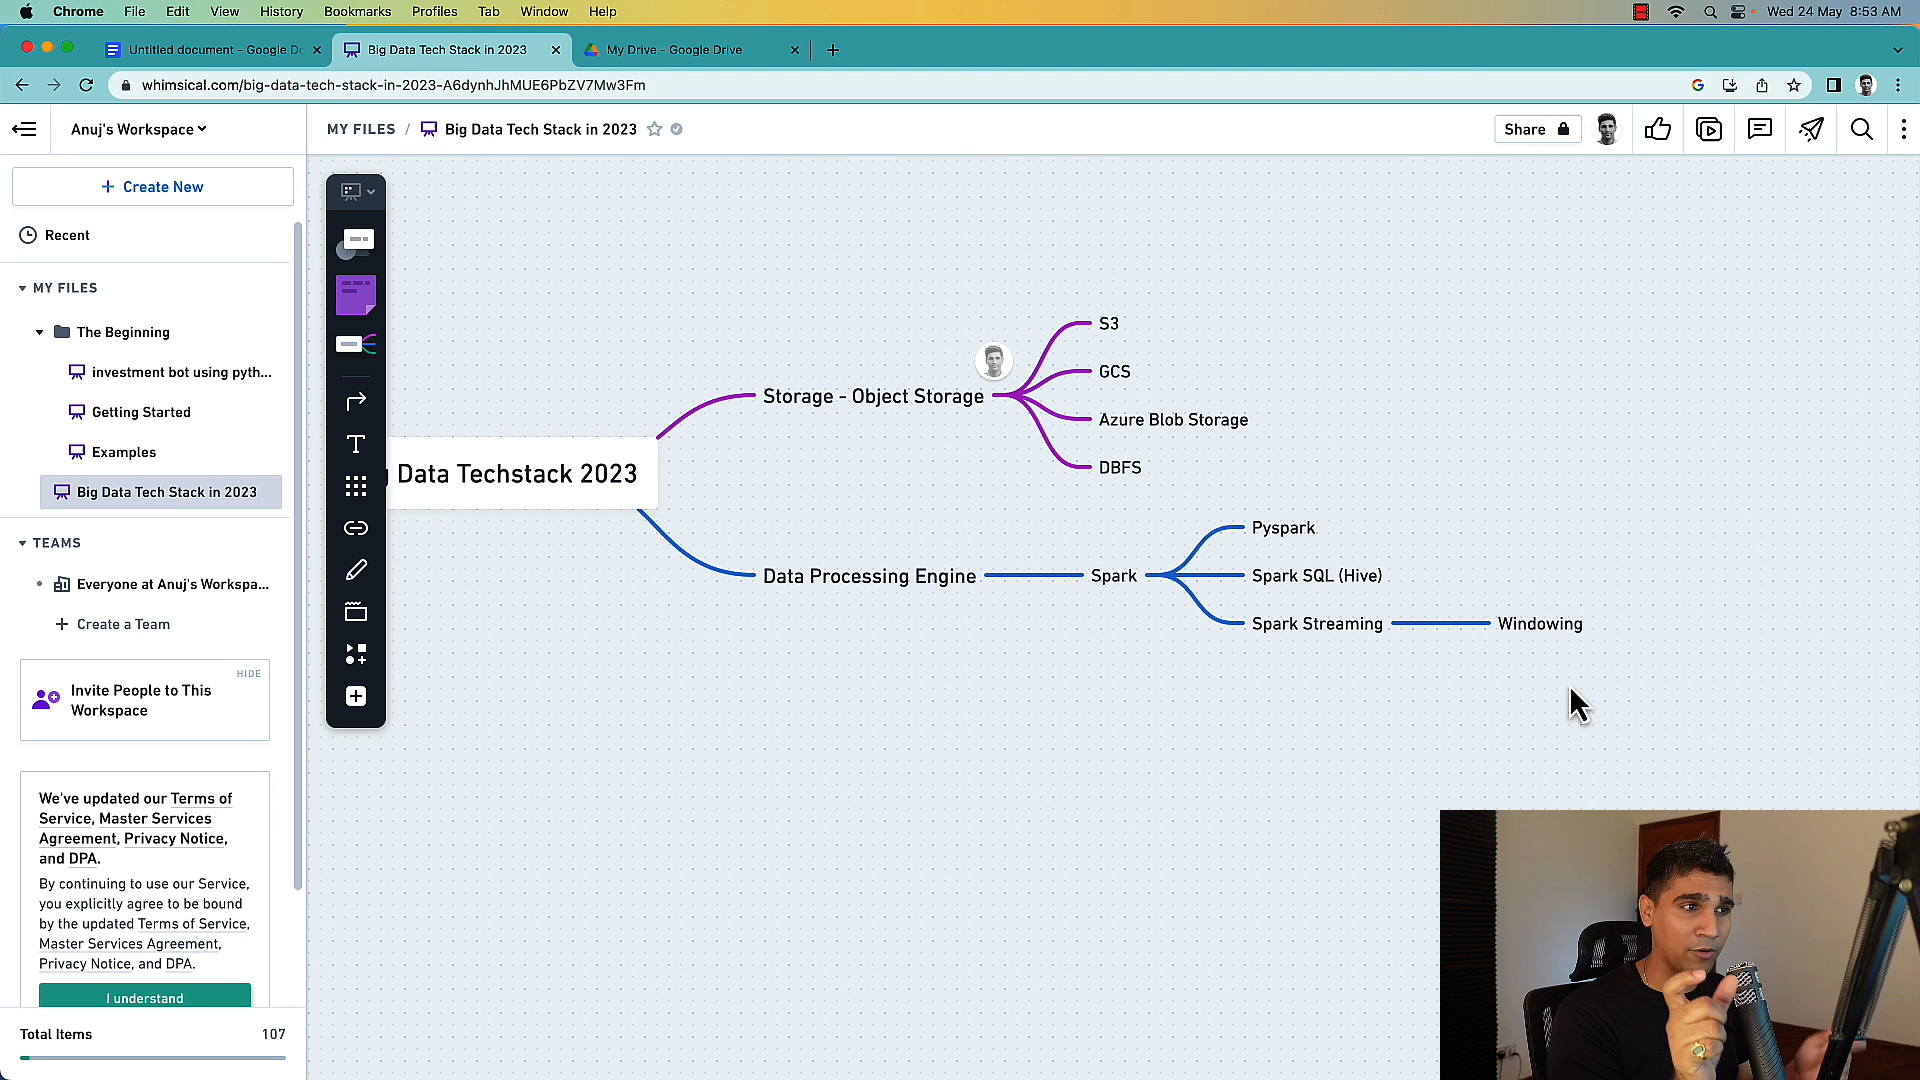 Chrome File Edit View History Bookmarks Profiles Tab Window Help Wed 24 May 8:53 AM
Untitled document - Google Do
Big Data Tech Stack in 2023
My Drive - Google Drive
whimsical.com/big-data-tech-stack-in-2023-A6dynhJhMUE6PbZV7Mw3Fm
Anuj's Workspace
MY FILES / Big Data Tech Stack in 2023
Share
+ Create New
Recent
MY FILES
The Beginning
investment bot using pyth...
Getting Started
Examples
Big Data Tech Stack in 2023
TEAMS
Everyone at Anuj's Workspa...
+ Create a Team
HIDE
Invite People to This
Workspace
We've updated our Terms of
Service, Master Services
Agreement, Privacy Notice,
and DPA.
By continuing to use our Service,
you explicitly agree to be bound
by the updated Terms of Service,
Master Services Agreement,
Privacy Notice, and DPA.
I understand
Total Items 107
g Data Techstack 2023
Storage - Object Storage
S3
GCS
Azure Blob Storage
DBFS
Data Processing Engine
Spark
Pyspark
Spark SQL (Hive)
Spark Streaming
Windowing